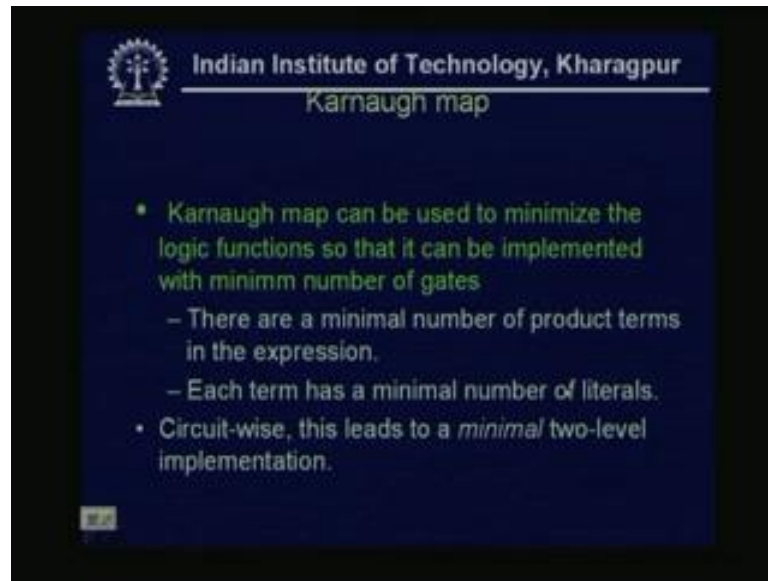 Indian Institute of Technology, Kharagpur
Karnaugh map
• Karnaugh map can be used to minimize the
logic functions so that it can be implemented
with minimm number of gates
– There are a minimal number of product terms
in the expression.
– Each term has a minimal number of literals.
• Circuit-wise, this leads to a minimal two-level
implementation.